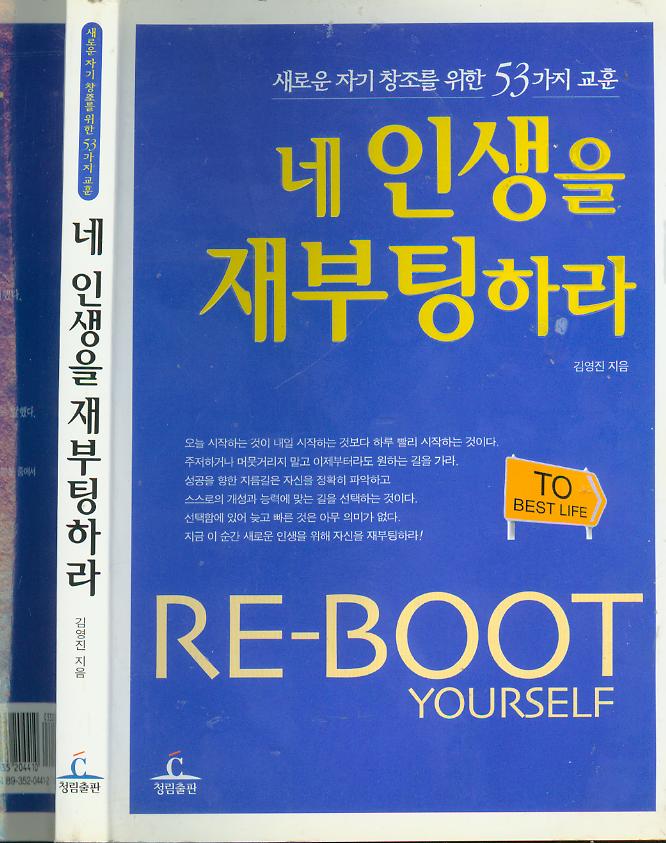 새로운 자기 창조를 위한 53가지 교훈
네 인생을
재부팅하라
김영진 지음
오늘 시작하는 것이 내일 시작하는 것보다 하루 빨리 시작하는 것이다.
주저하거나 머뭇거리지 말고 이제부터라도 원하는 길을 가라.
성공을 향한 지름길은 자신을 정확히 파악하고
스스로의 개성과 능력에 맞는 길을 선택하는 것이다.
선택함에 있어 늦고 빠른 것은 아무 의미가 없다.
지금 이 순간 새로운 인생을 위해 자신을 재부팅하라!
TO
BEST LIFE
RE-BOOT
YOURSELF
청림출판
새로운 자기 창조를 위한 53가지 교훈
네 인생을 재부팅하라
김영진 지음
청림출판
89-352-0441-2